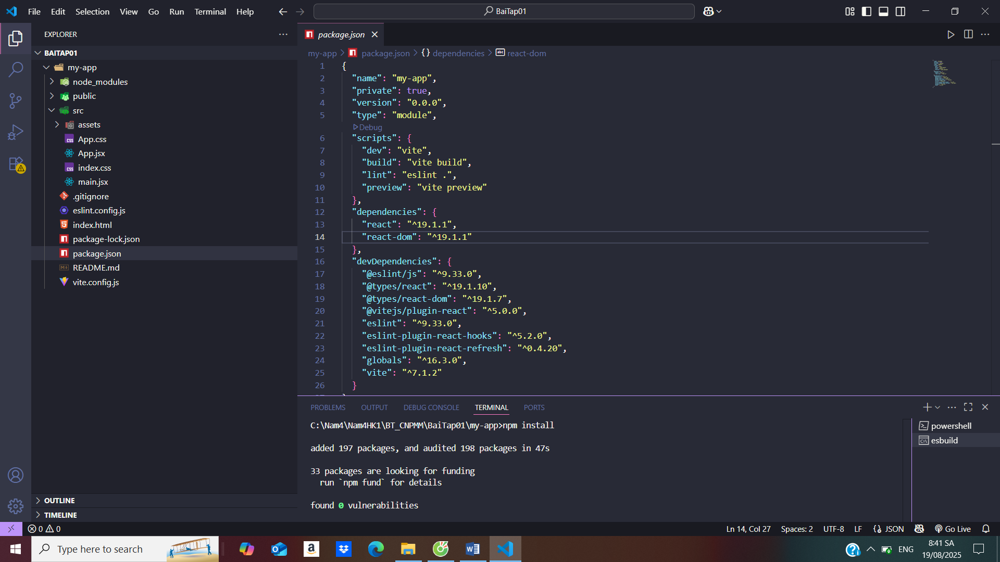 File Edit Selection View Go Run Terminal Help
BaiTap01
EXPLORER
BAITAP01
my-app
node_modules
public
src
assets
App.css
App.jsx
index.css
main.jsx
.gitignore
eslint.config.js
index.html
package-lock.json
package.json
README.md
vite.config.js
OUTLINE
TIMELINE
package.json
my-app > package.json > {} dependencies > react-dom
1 {
2 "name": "my-app",
3 "private": true,
4 "version": "0.0.0",
5 "type": "module",
Debug
6 "scripts": {
7 "dev": "vite",
8 "build": "vite build",
9 "lint": "eslint .",
10 "preview": "vite preview"
11 },
12 "dependencies": {
13 "react": "^19.1.1",
14 "react-dom": "^19.1.1"
15 },
16 "devDependencies": {
17 "@eslint/js": "^9.33.0",
18 "@types/react": "^19.1.10",
19 "@types/react-dom": "^19.1.7",
20 "@vitejs/plugin-react": "^5.0.0",
21 "eslint": "^9.33.0",
22 "eslint-plugin-react-hooks": "^5.2.0",
23 "eslint-plugin-react-refresh": "^0.4.20",
24 "globals": "^16.3.0",
25 "vite": "^7.1.2"
26 }
PROBLEMS OUTPUT DEBUG CONSOLE TERMINAL PORTS
C:\Nam4\Nam4HK1\BT_CNPMM\BaiTap01\my-app>npm install
added 197 packages, and audited 198 packages in 47s
33 packages are looking for funding
run `npm fund` for details
found 0 vulnerabilities
powershell
esbuild
0 0
Ln 14, Col 27 Spaces: 2 UTF-8 LF {} JSON Go Live
Type here to search
ENG
8:41 SA
19/08/2025